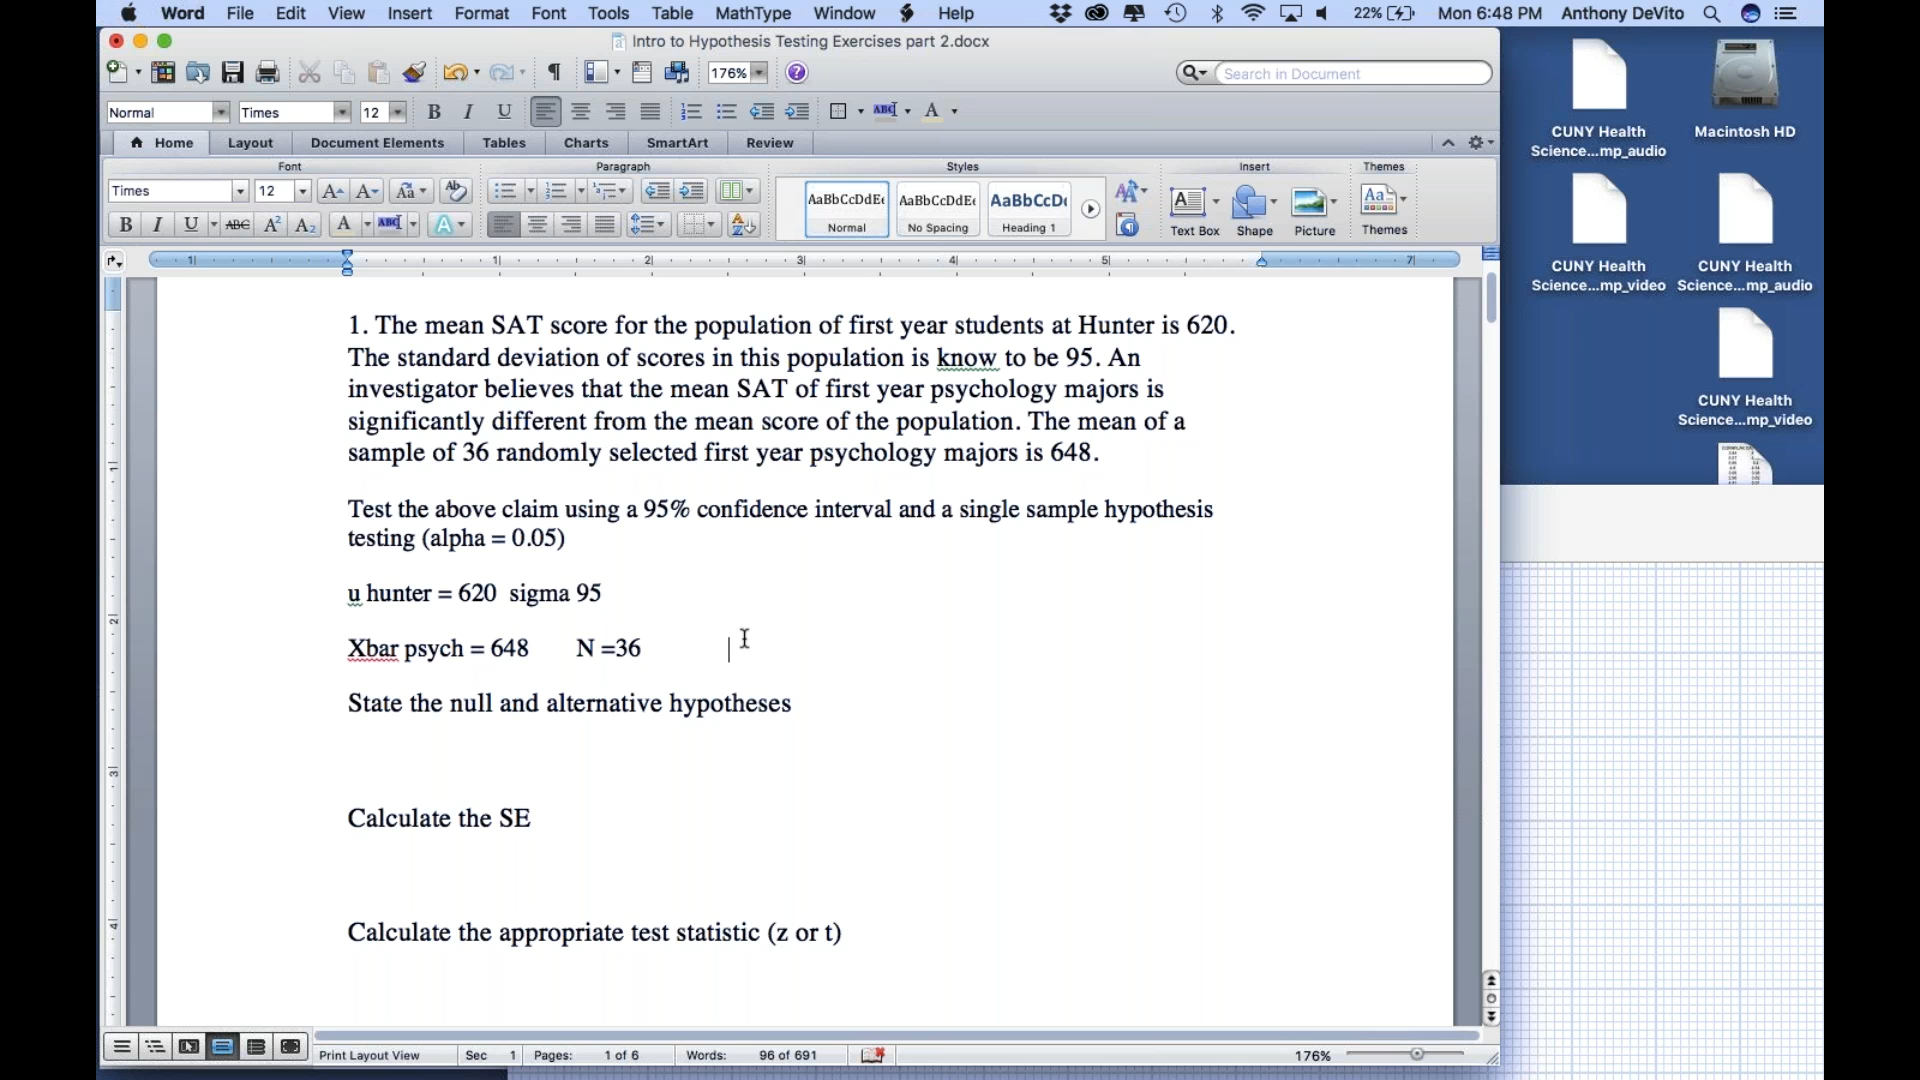 Word File Edit View Insert Format Font Tools Table MathType Window Help 22% Mon 6:48 PM Anthony DeVito
Intro to Hypothesis Testing Exercises part 2.docx
176% Search in Document
Normal Times 12 B I U ABC A
Home Layout Document Elements Tables Charts SmartArt Review
Font Paragraph Styles Insert Themes
Times 12
AaBbCcDdEe AaBbCcDdEe AaBbCcDd
Normal No Spacing Heading 1
Text Box Shape Picture Themes
B I U ABC A² A₂ A ABC A
1. The mean SAT score for the population of first year students at Hunter is 620.
The standard deviation of scores in this population is know to be 95. An
investigator believes that the mean SAT of first year psychology majors is
significantly different from the mean score of the population. The mean of a
sample of 36 randomly selected first year psychology majors is 648.
Test the above claim using a 95% confidence interval and a single sample hypothesis
testing (alpha = 0.05)
u hunter = 620 sigma 95
Xbar psych = 648 N =36
State the null and alternative hypotheses
Calculate the SE
Calculate the appropriate test statistic (z or t)
Print Layout View Sec 1 Pages: 1 of 6 Words: 96 of 691 176%
CUNY Health
Science...mp_audio
Macintosh HD
CUNY Health
Science...mp_video
CUNY Health
Science...mp_audio
CUNY Health
Science...mp_video